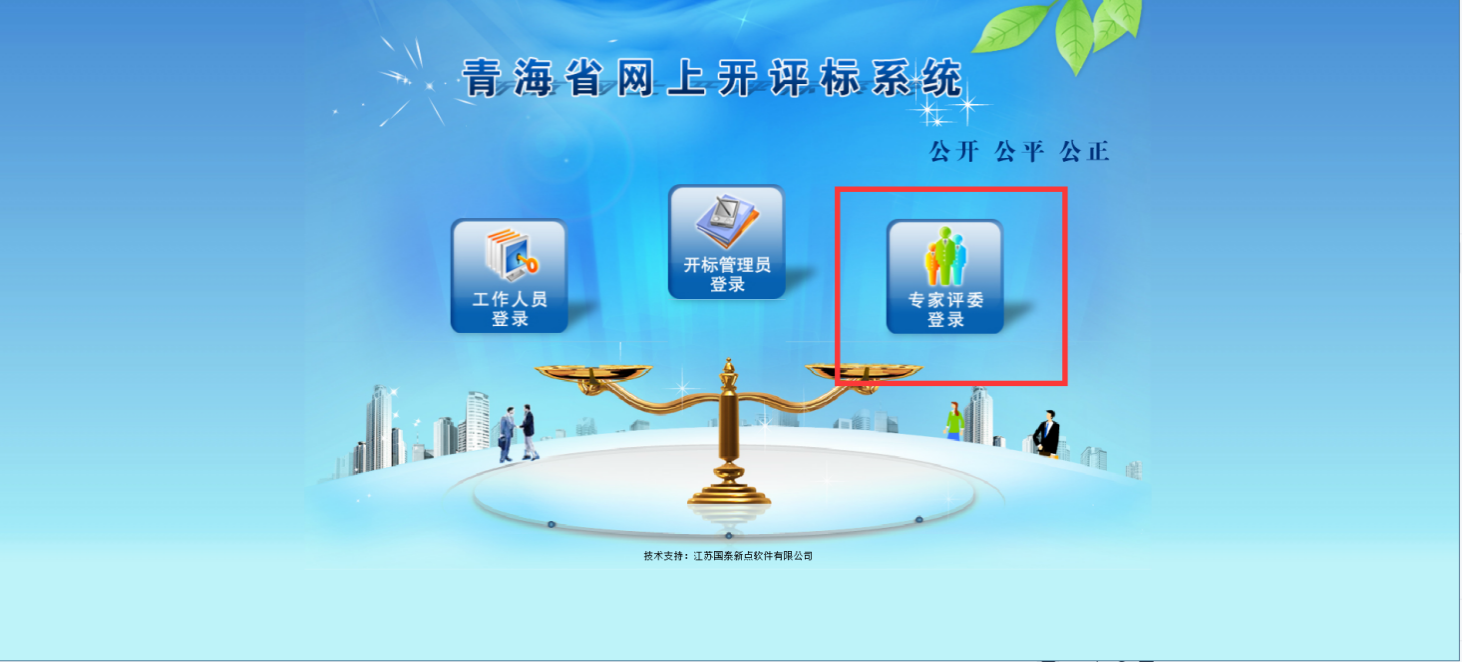 青海省网上开评标系统
公开 公平 公正
工作人员
登录
开标管理员
登录
专家评委
登录
技术支持：江苏国泰新点软件有限公司